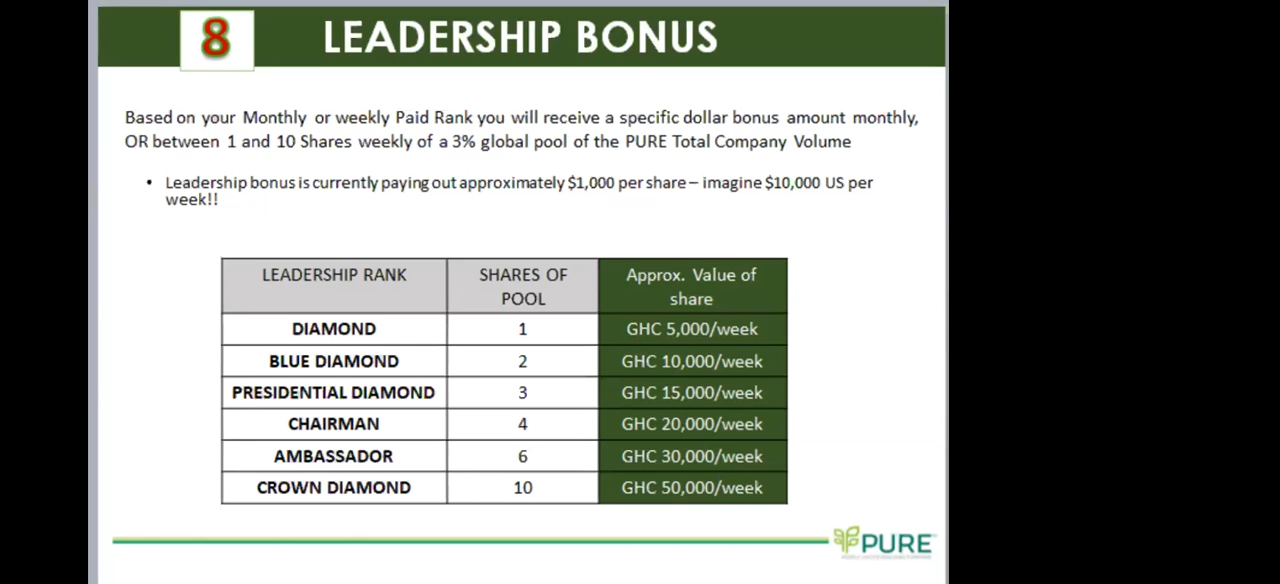 8
LEADERSHIP BONUS
Based on your Monthly or weekly Paid Rank you will receive a specific dollar bonus amount monthly,
OR between 1 and 10 Shares weekly of a 3% global pool of the PURE Total Company Volume
• Leadership bonus is currently paying out approximately $1,000 per share – imagine $10,000 US per
week!!
LEADERSHIP RANK SHARES OF POOL Approx. Value of share
DIAMOND 1 GHC 5,000/week
BLUE DIAMOND 2 GHC 10,000/week
PRESIDENTIAL DIAMOND 3 GHC 15,000/week
CHAIRMAN 4 GHC 20,000/week
AMBASSADOR 6 GHC 30,000/week
CROWN DIAMOND 10 GHC 50,000/week
PURE